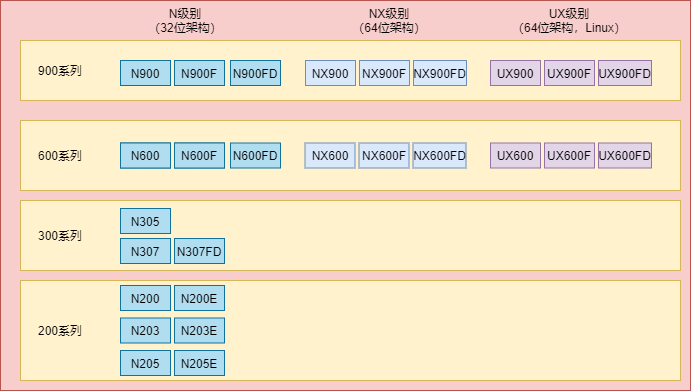 N级别 NX级别 UX级别
（32位架构） （64位架构） （64位架构，Linux）
900系列 N900 N900F N900FD NX900 NX900F NX900FD UX900 UX900F UX900FD
600系列 N600 N600F N600FD NX600 NX600F NX600FD UX600 UX600F UX600FD
N305
300系列
N307 N307FD
N200 N200E
200系列 N203 N203E
N205 N205E